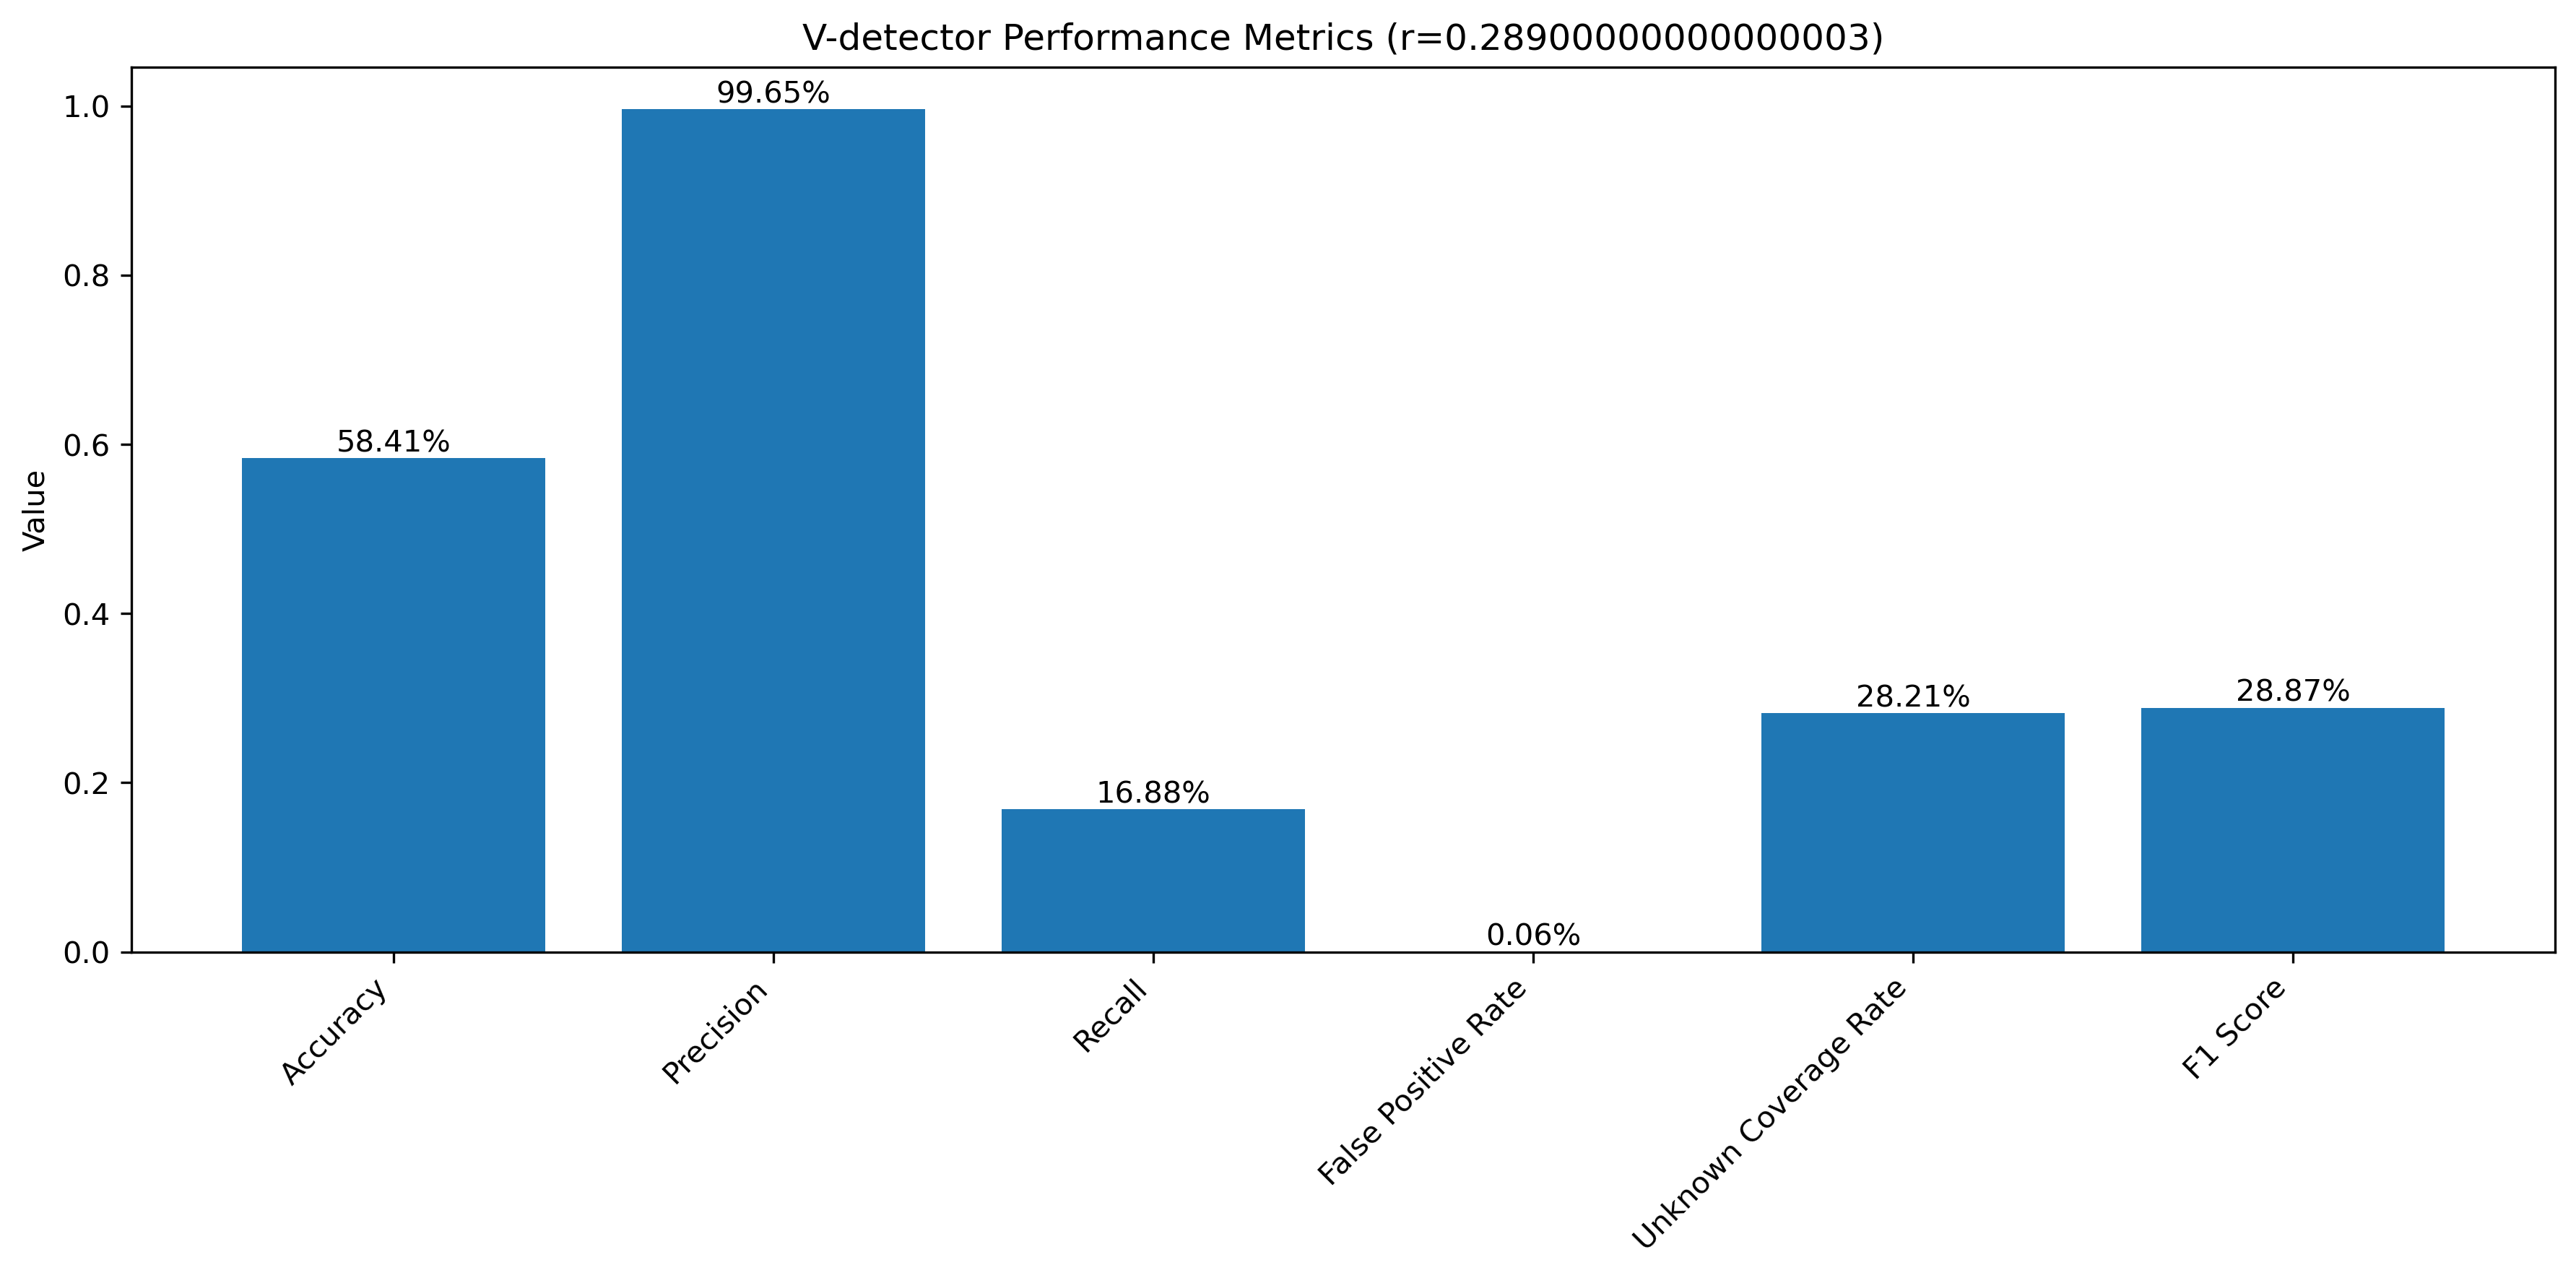 V-detector Performance Metrics (r=0.28900000000000003)
Value
1.0
0.8
0.6
0.4
0.2
0.0
58.41%
99.65%
16.88%
0.06%
28.21%
28.87%
Accuracy
Precision
Recall
False Positive Rate
Unknown Coverage Rate
F1 Score